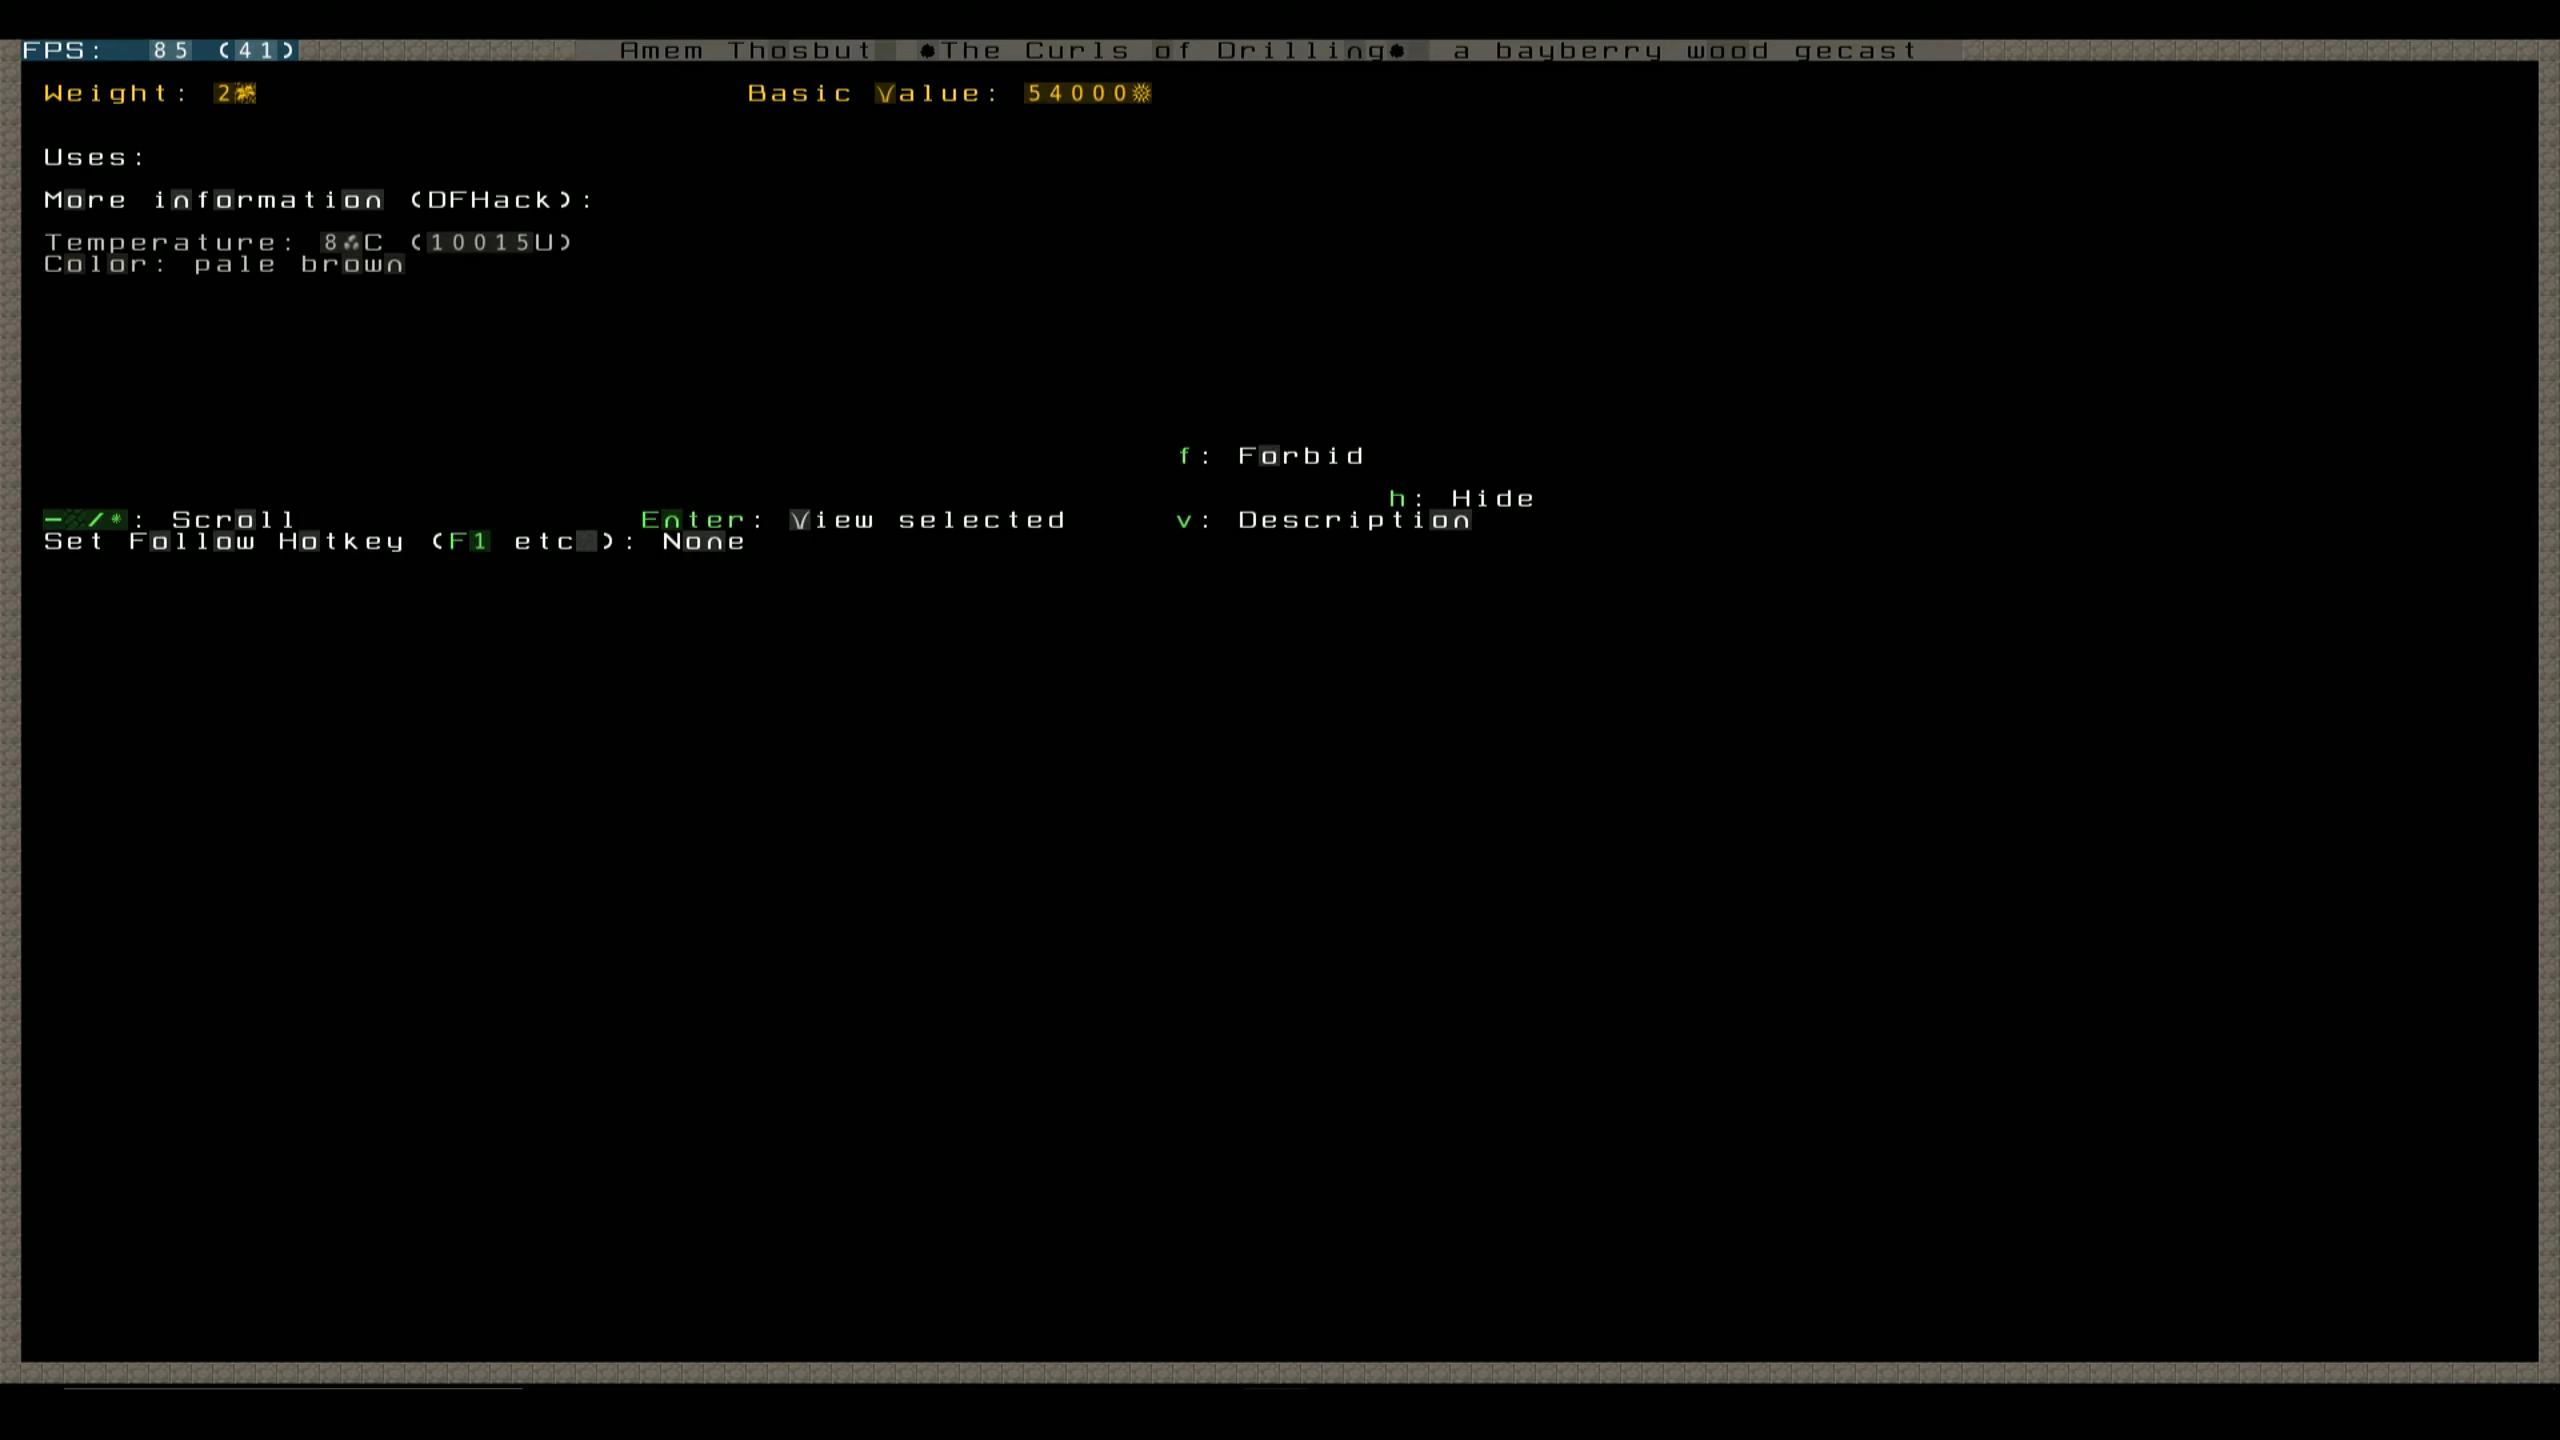 FPS: 85 (41) Amem Thosbut The Curls of Drilling a bayberry wood gecast
Weight: 2 Basic Value: 54000☼
Uses:
More information (DFHack):
Temperature: 8 C (10015U)
Color: pale brown
f: Forbid
h: Hide
- /*: Scroll Enter: View selected v: Description
Set Follow Hotkey (F1 etc ): None